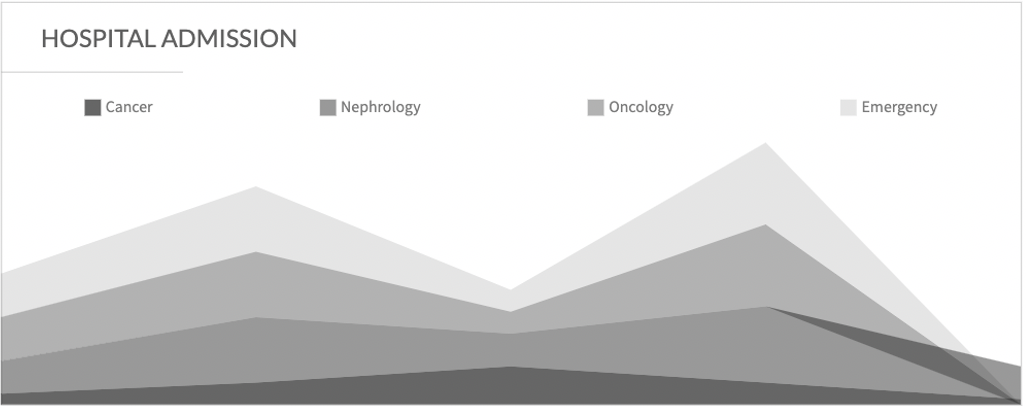 HOSPITAL ADMISSION
Cancer Nephrology Oncology Emergency